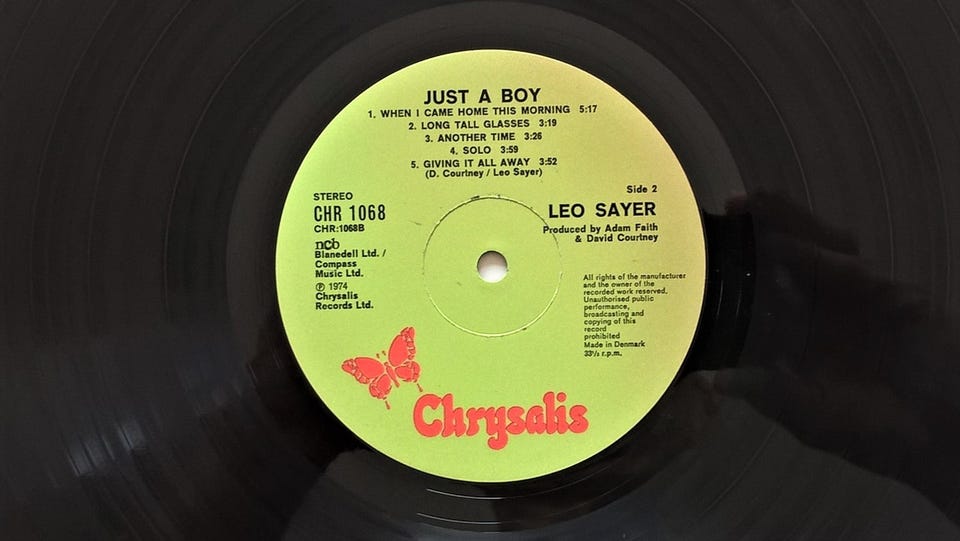 JUST A BOY
1. WHEN I CAME HOME THIS MORNING 5:17
2. LONG TALL GLASSES 3:19
3. ANOTHER TIME 3:26
4. SOLO 3:59
5. GIVING IT ALL AWAY 3:52
(D. Courtney / Leo Sayer)
STEREO
CHR 1068
CHR:1068B
ncb
Blanedell Ltd. /
Compass
Music Ltd.
℗ 1974
Chrysalis
Records Ltd.
Side 2
LEO SAYER
Produced by Adam Faith
& David Courtney
All rights of the manufacturer
and the owner of the
recorded work reserved.
Unauthorised public
performance,
broadcasting and
copying of this
record
prohibited
Made in Denmark
33⅓ r.p.m.
Chrysalis